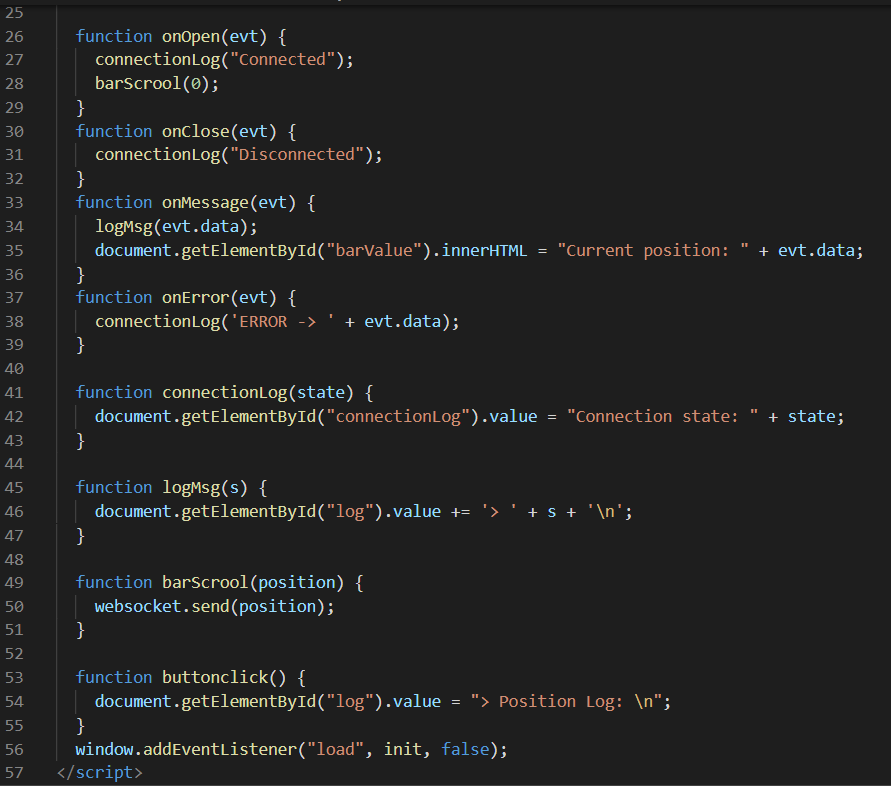 25
26 function onOpen(evt) {
27 connectionLog("Connected");
28 barScrool(0);
29 }
30 function onClose(evt) {
31 connectionLog("Disconnected");
32 }
33 function onMessage(evt) {
34 logMsg(evt.data);
35 document.getElementById("barValue").innerHTML = "Current position: " + evt.data;
36 }
37 function onError(evt) {
38 connectionLog('ERROR -> ' + evt.data);
39 }
40
41 function connectionLog(state) {
42 document.getElementById("connectionLog").value = "Connection state: " + state;
43 }
44
45 function logMsg(s) {
46 document.getElementById("log").value += '> ' + s + '\n';
47 }
48
49 function barScrool(position) {
50 websocket.send(position);
51 }
52
53 function buttonclick() {
54 document.getElementById("log").value = "> Position Log: \n";
55 }
56 window.addEventListener("load", init, false);
57 </script>